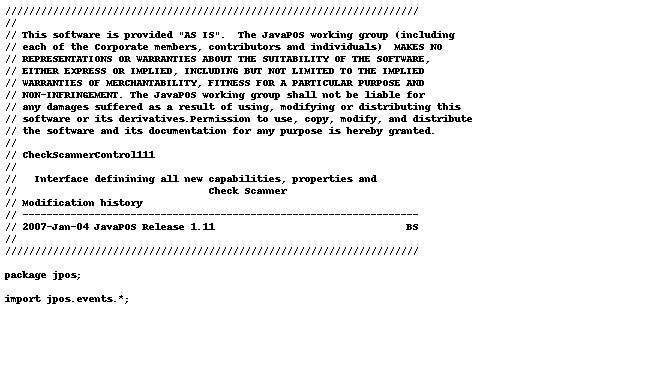 /////////////////////////////////////////////////////////////////////
//
// This software is provided "AS IS".  The JavaPOS working group (including
// each of the Corporate members, contributors and individuals)  MAKES NO
// REPRESENTATIONS OR WARRANTIES ABOUT THE SUITABILITY OF THE SOFTWARE,
// EITHER EXPRESS OR IMPLIED, INCLUDING BUT NOT LIMITED TO THE IMPLIED
// WARRANTIES OF MERCHANTABILITY, FITNESS FOR A PARTICULAR PURPOSE AND
// NON-INFRINGEMENT. The JavaPOS working group shall not be liable for
// any damages suffered as a result of using, modifying or distributing this
// software or its derivatives.Permission to use, copy, modify, and distribute
// the software and its documentation for any purpose is hereby granted.
//
// CheckScannerControl111
//
//   Interface definining all new capabilities, properties and
//                                Check Scanner
// Modification history
// ------------------------------------------------------------------
// 2007-Jan-04 JavaPOS Release 1.11                                BS
//
/////////////////////////////////////////////////////////////////////
package jpos;
import jpos.events.*;